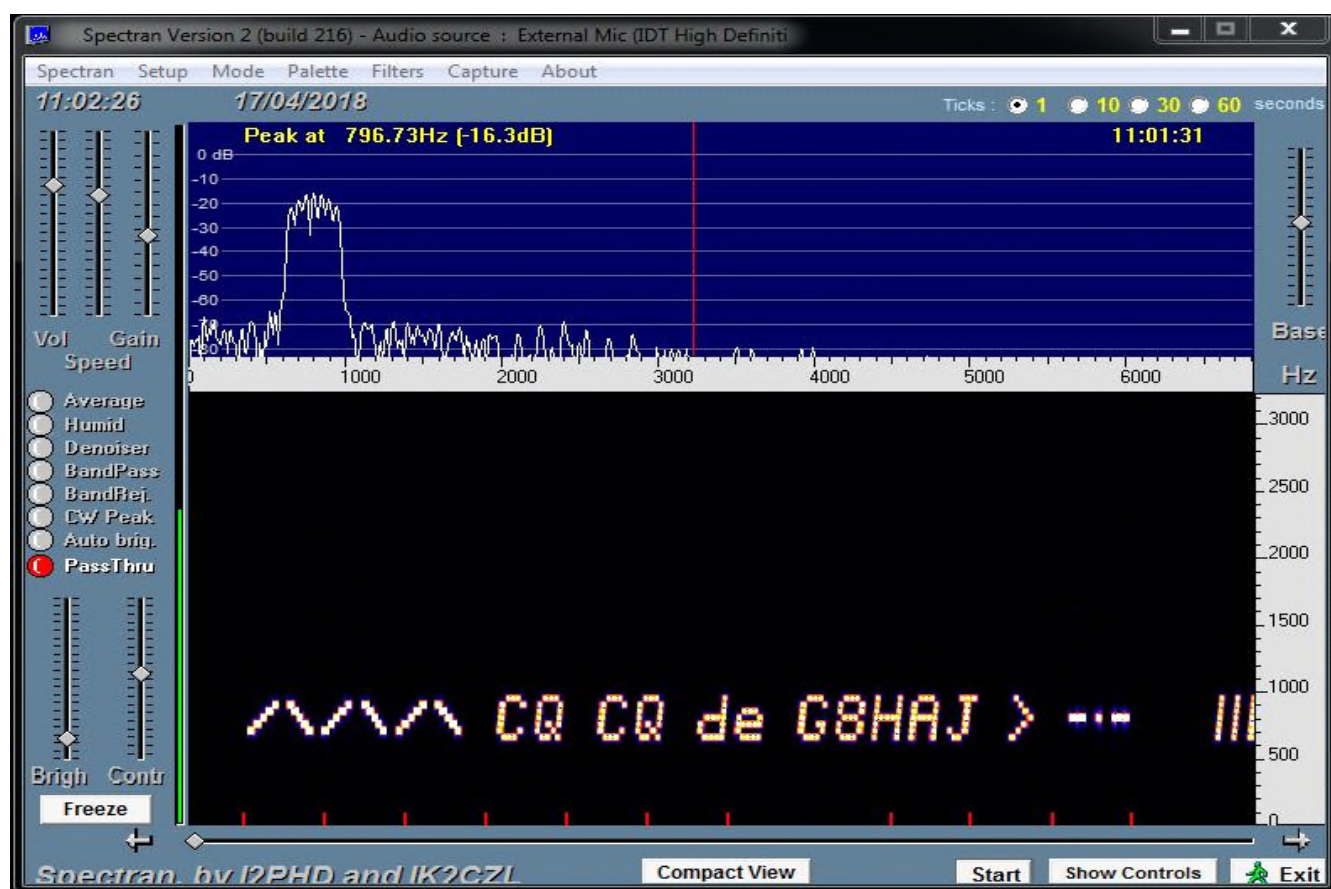 Spectran Version 2 (build 216) - Audio source : External Mic (IDT High Definiti
Spectran Setup Mode Palette Filters Capture About
11:02:26 17/04/2018 Ticks : 1 10 30 60 seconds
Peak at 796.73Hz (-16.3dB) 11:01:31
0 dB
-10
-20
-30
-40
-50
-60
-70
-80
Vol Gain
Speed
Base
0 1000 2000 3000 4000 5000 6000 Hz
Average
Humid
Denoiser
BandPass
BandRej.
CW Peak
Auto brig.
PassThru
3000
2500
2000
1500
1000
500
0
/\/\/\ CQ CQ de G8HAJ > -.- |||
Brigh Contr
Freeze
Spectran, by I2PHD and IK2CZL
Compact View
Start
Show Controls
Exit